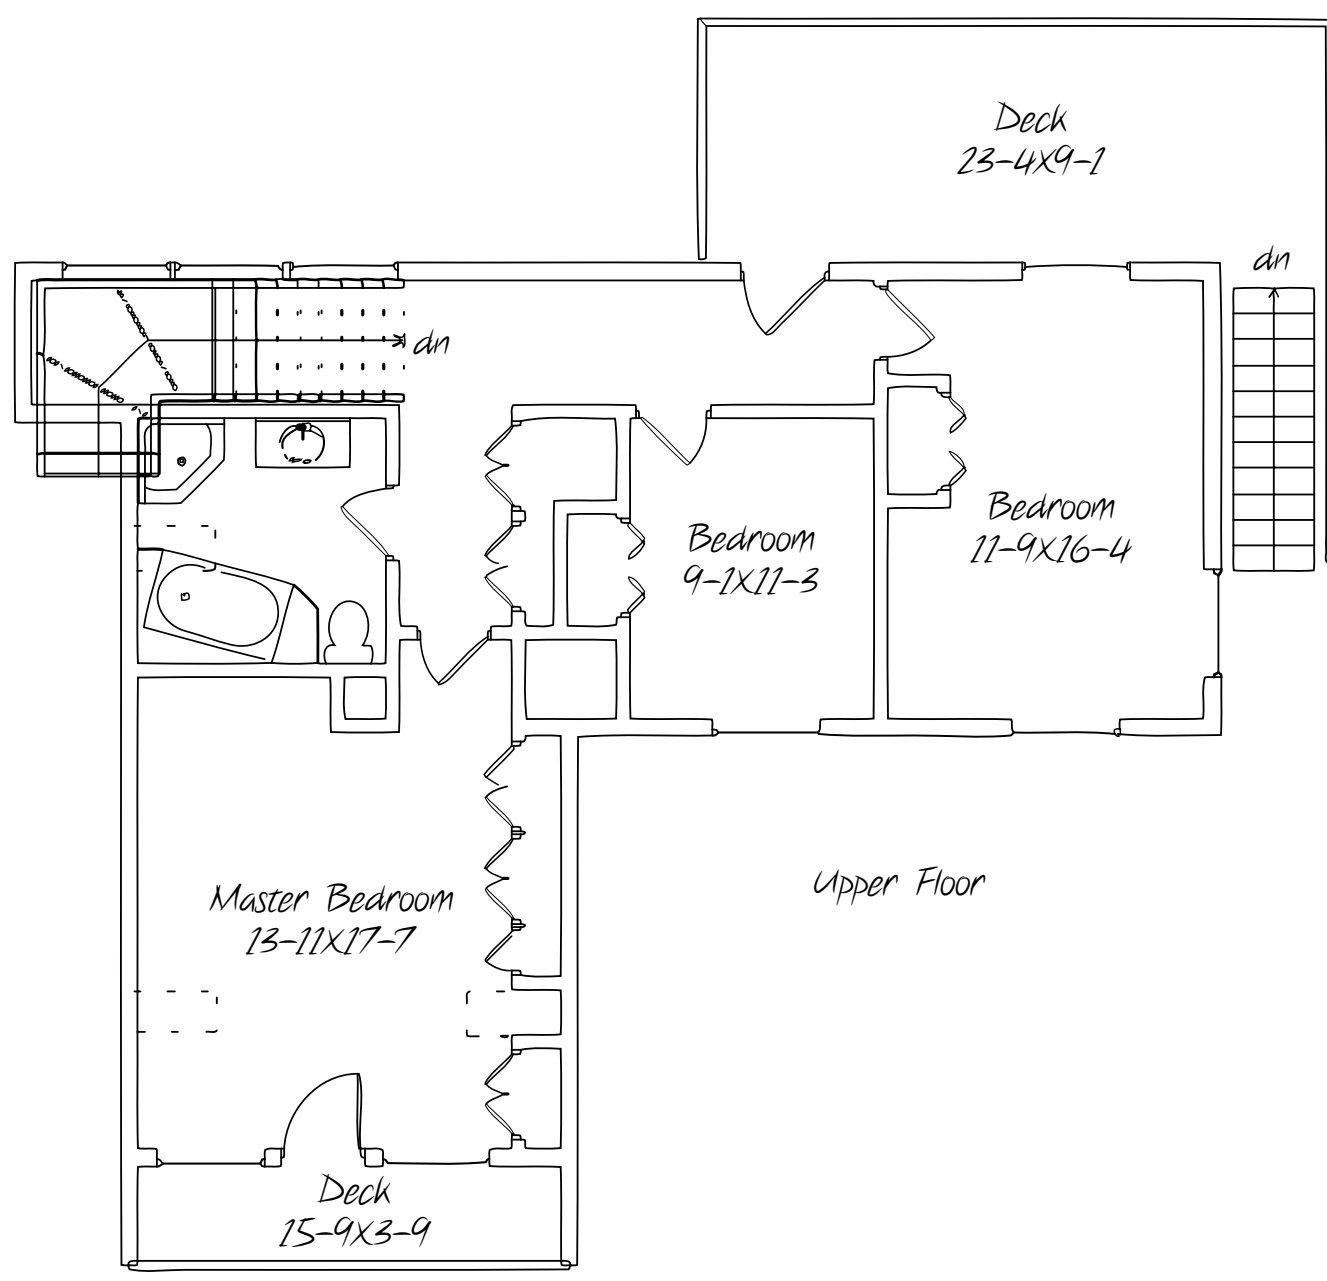 Deck
23-4X9-1
dn
dn
Bedroom
11-9X16-4
Bedroom
9-1X11-3
Upper Floor
Master Bedroom
13-11X17-7
Deck
15-9X3-9